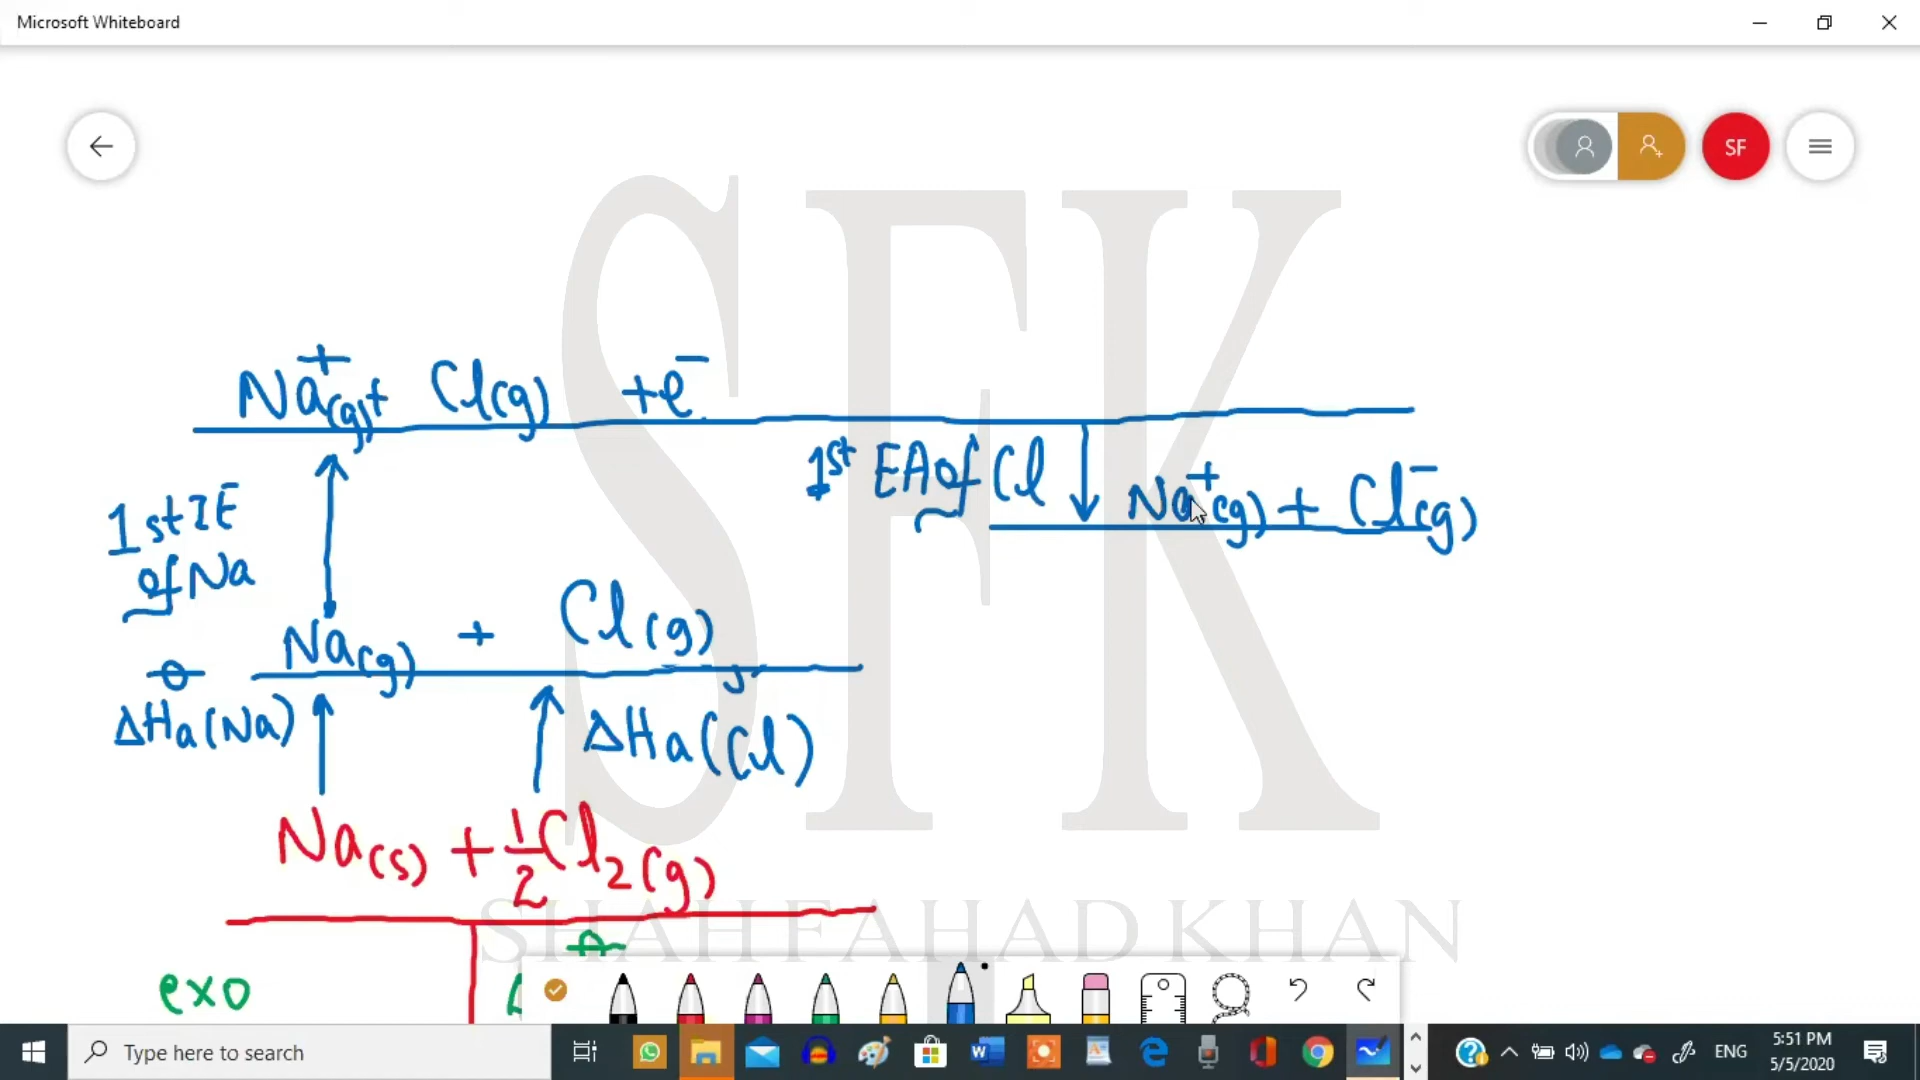 Microsoft Whiteboard
SF
SFK
Na⁺(g) + Cl(g) + e⁻
1st EA of Cl
Na⁺(g) + Cl⁻(g)
1st IE
of Na
Na(g) + Cl(g)
ΔHa(Na)
ΔHa(Cl)
Na(s) + ½Cl₂(g)
SHAH FAHAD KHAN
exo
Type here to search
ENG
5:51 PM
5/5/2020